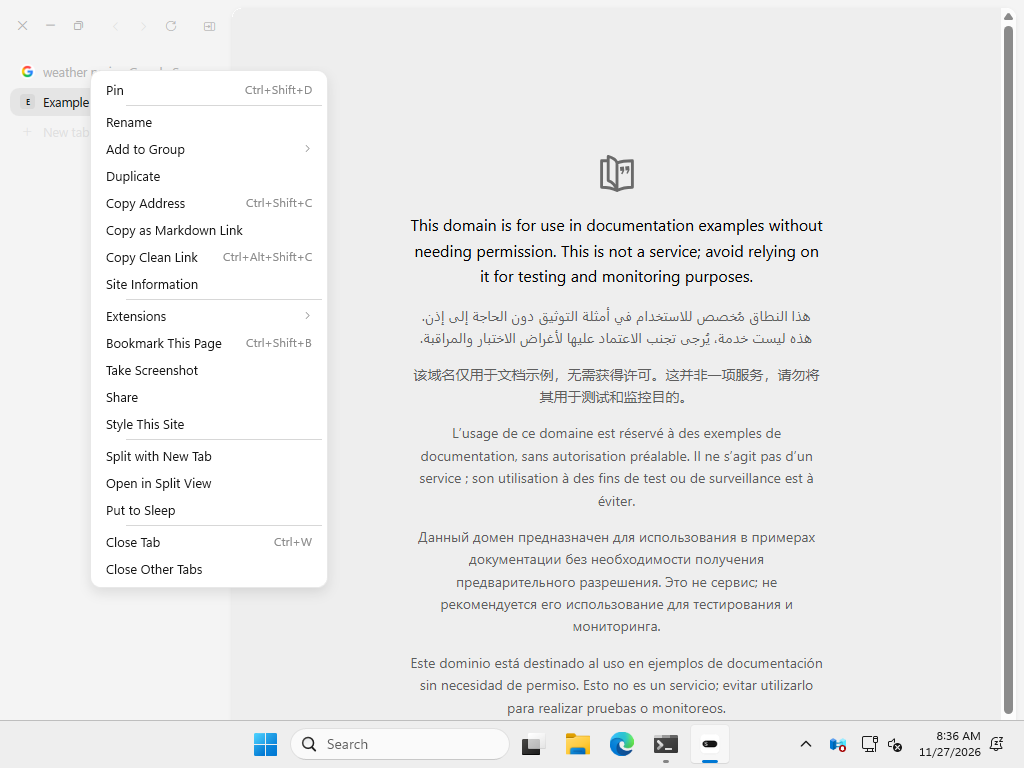 weather
Example
New tab
Pin Ctrl+Shift+D
Rename
Add to Group
Duplicate
Copy Address Ctrl+Shift+C
Copy as Markdown Link
Copy Clean Link Ctrl+Alt+Shift+C
Site Information
Extensions
Bookmark This Page Ctrl+Shift+B
Take Screenshot
Share
Style This Site
Split with New Tab
Open in Split View
Put to Sleep
Close Tab Ctrl+W
Close Other Tabs
This domain is for use in documentation examples without
needing permission. This is not a service; avoid relying on
it for testing and monitoring purposes.
هذا النطاق مُخصص للاستخدام في أمثلة التوثيق دون الحاجة إلى إذن.
هذه ليست خدمة، يُرجى تجنب الاعتماد عليها لأغراض الاختبار والمراقبة.
该域名仅用于文档示例，无需获得许可。这并非一项服务，请勿将
其用于测试和监控目的。
L’usage de ce domaine est réservé à des exemples de
documentation, sans autorisation préalable. Il ne s’agit pas d’un
service ; son utilisation à des fins de test ou de surveillance est à
éviter.
Данный домен предназначен для использования в примерах
документации без необходимости получения
предварительного разрешения. Это не сервис; не
рекомендуется его использование для тестирования и
мониторинга.
Este dominio está destinado al uso en ejemplos de documentación
sin necesidad de permiso. Esto no es un servicio; evitar utilizarlo
para realizar pruebas o monitoreos.
Search
8:36 AM
11/27/2026